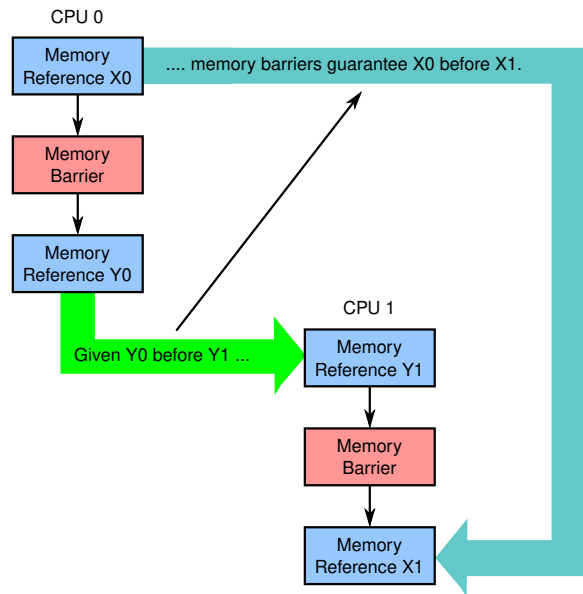 CPU 0
Memory
Reference X0
.... memory barriers guarantee X0 before X1.
Memory
Barrier
Memory
Reference Y0
CPU 1
Given Y0 before Y1 ...
Memory
Reference Y1
Memory
Barrier
Memory
Reference X1